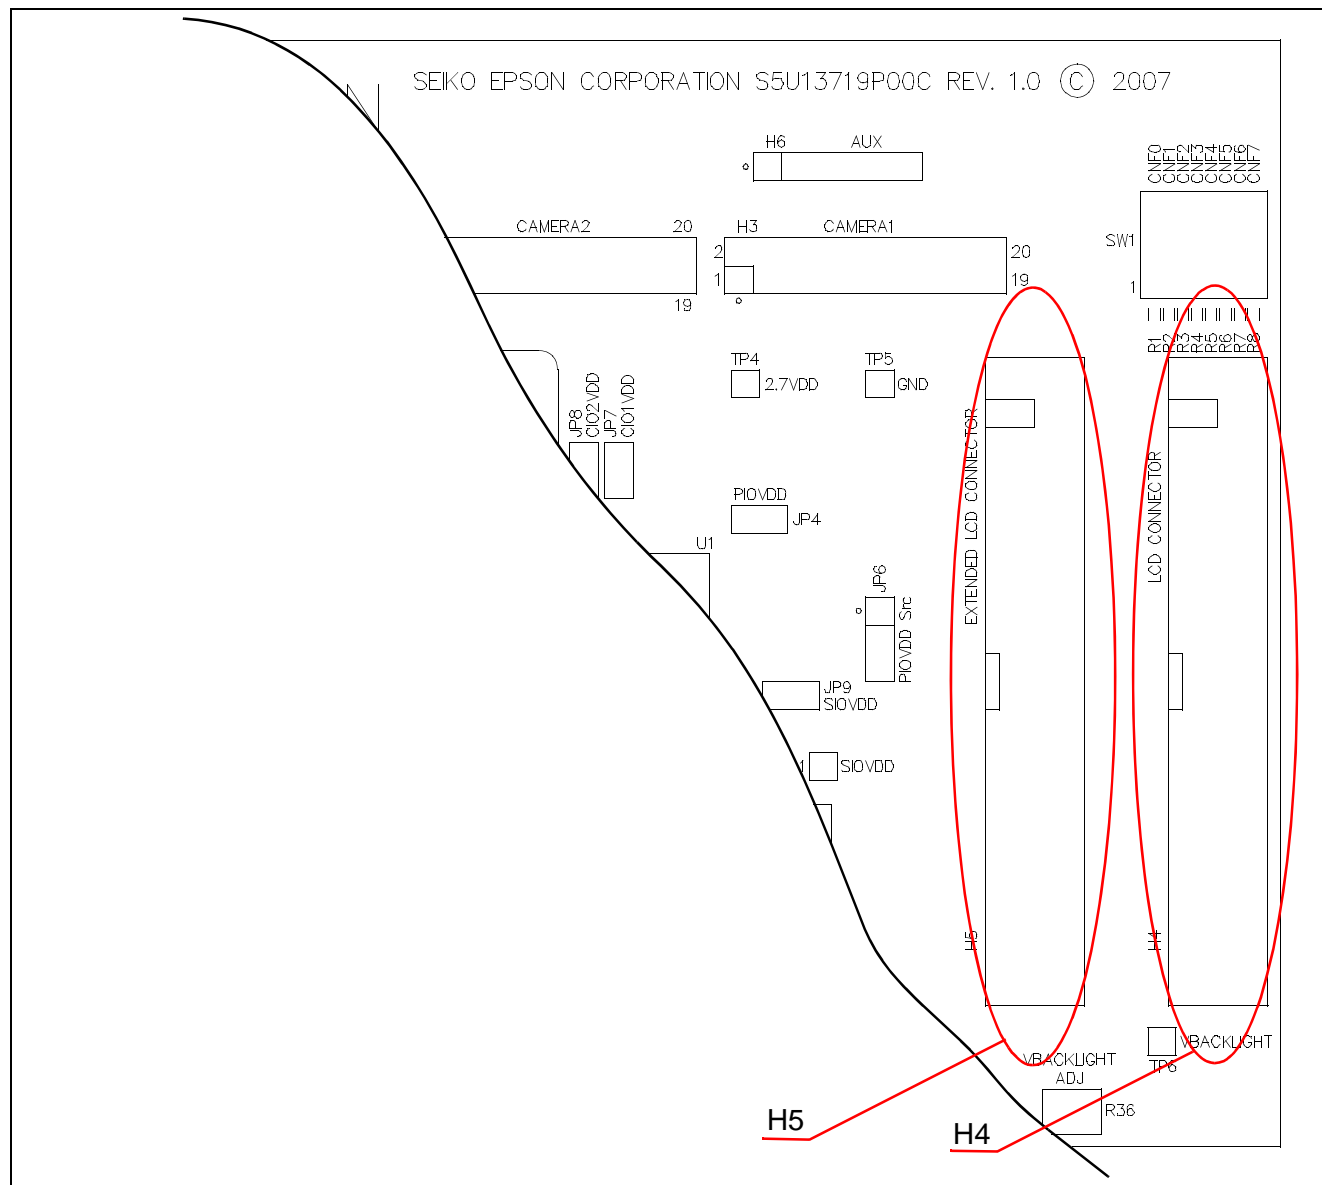 SEIKO EPSON CORPORATION S5U13719P00C REV. 1.0 © 2007
H6 AUX
CNF0
CNF1
CNF2
CNF3
CNF4
CNF5
CNF6
CNF7
CAMERA2 20
19
H3 CAMERA1
2
1
20
19
SW1
1
R1
R2
R3
R4
R5
R6
R7
R8
TP4
2.7VDD
TP5
GND
JP8
CIO2VDD
JP7
CIO1VDD
EXTENDED LCD CONNECTOR
LCD CONNECTOR
PIOVDD
JP4
U1
JP6
PIOVDD Src
JP9
SIOVDD
1
SIOVDD
H5
H4
VBACKLIGHT
ADJ
R36
VBACKLIGHT
TP6
H5
H4